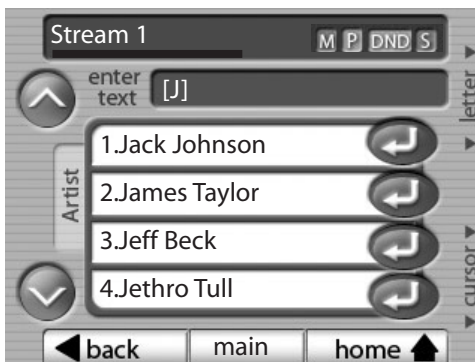 Stream 1
M P DND S
enter
text
[J]
letter
Artist
1.Jack Johnson
2.James Taylor
3.Jeff Beck
4.Jethro Tull
cursor
back
main
home